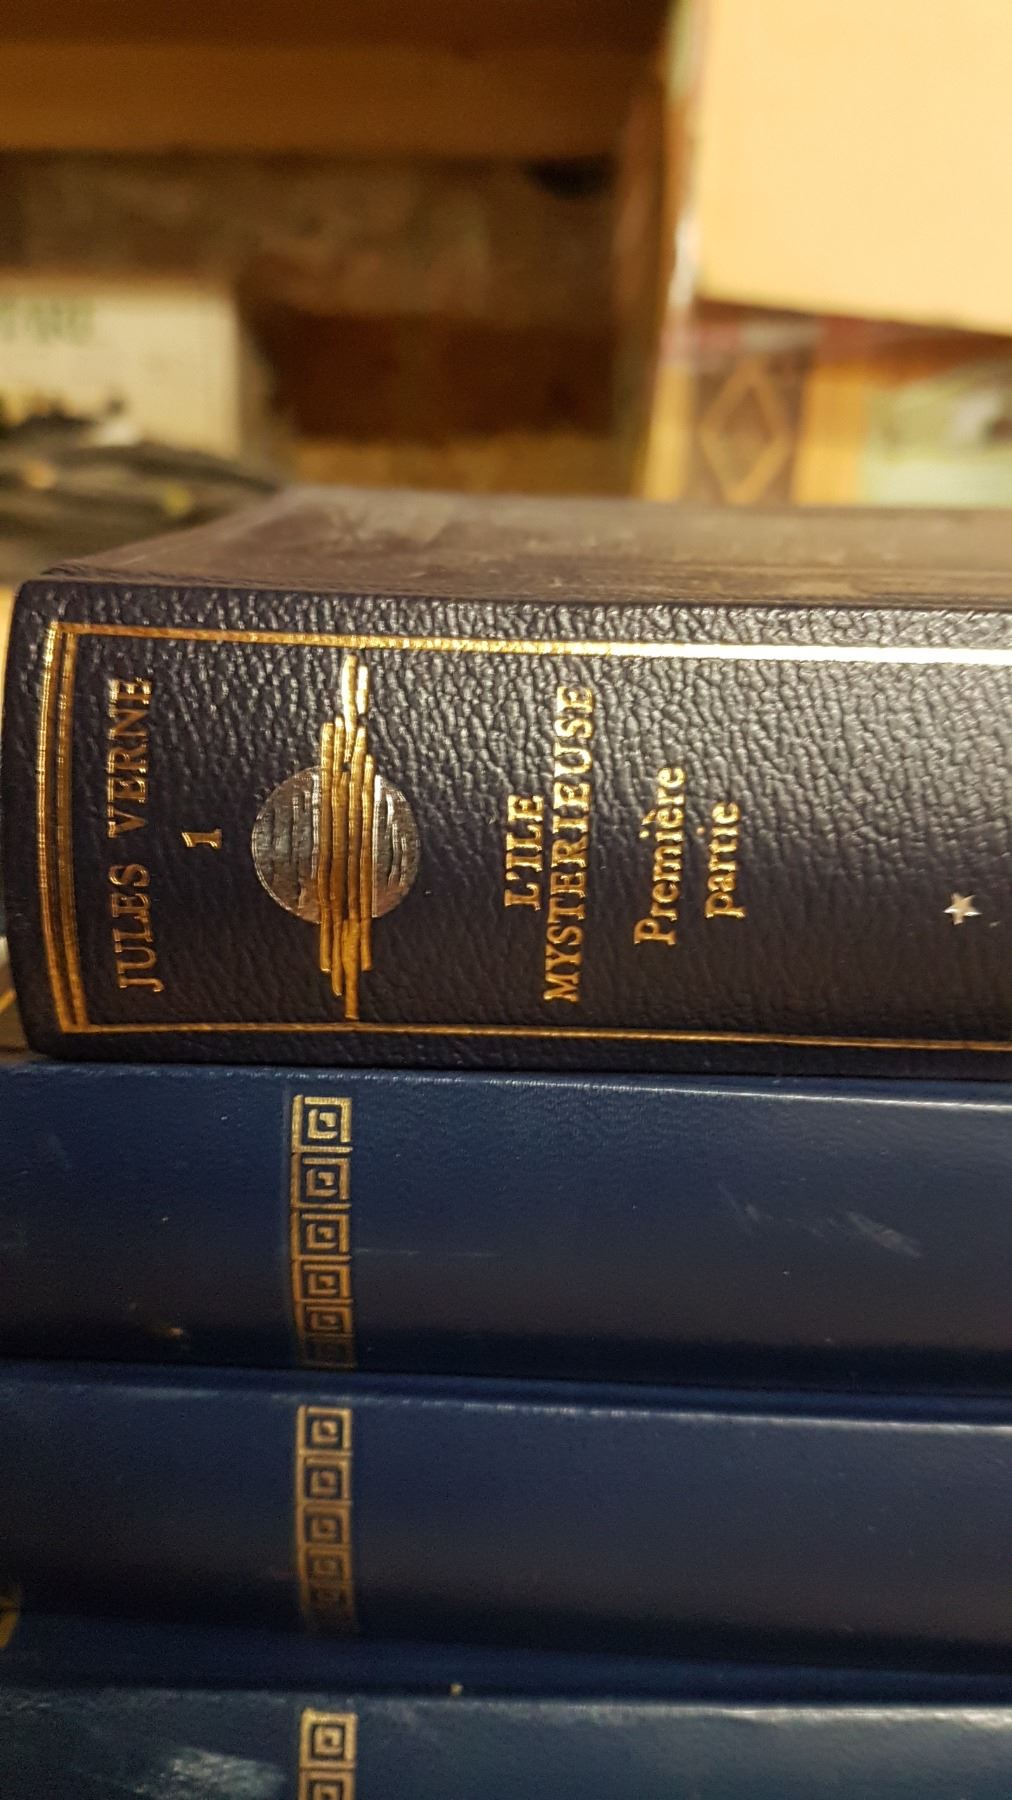 JULES VERNE
1
L'ILE
MYSTERIEUSE
Première
partie